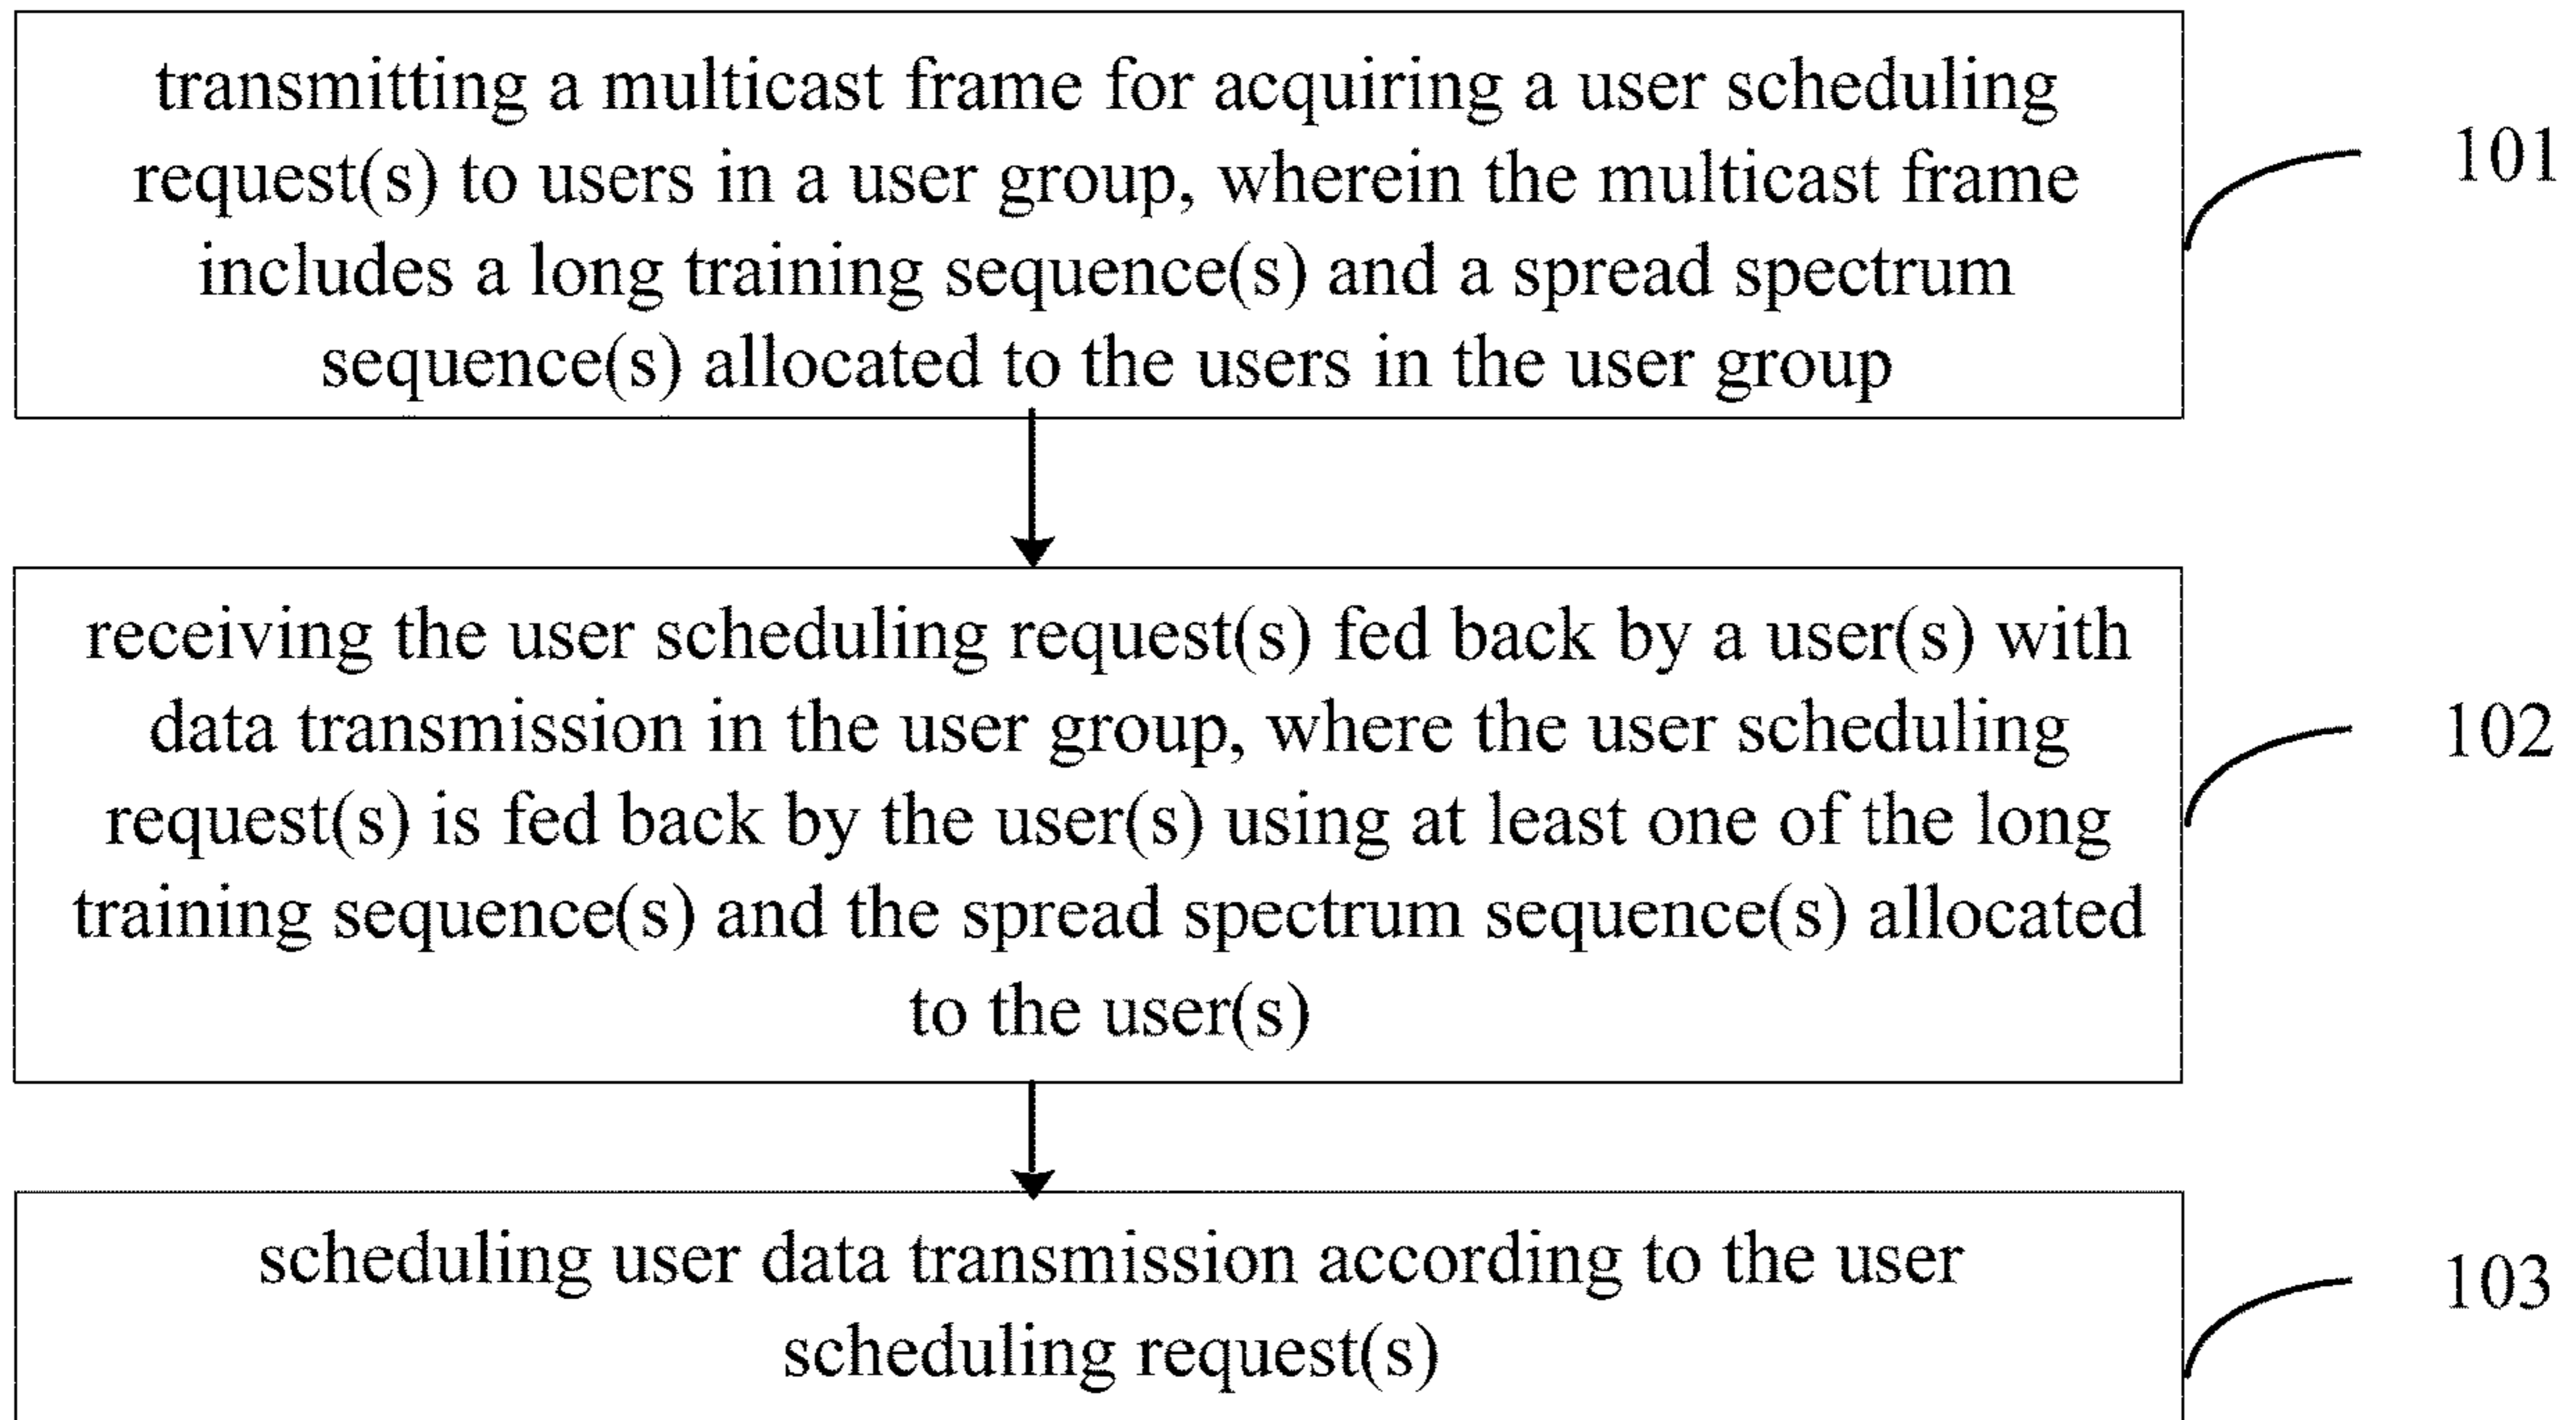 transmitting a multicast frame for acquiring a user scheduling
request(s) to users in a user group, wherein the multicast frame
includes a long training sequence(s) and a spread spectrum
sequence(s) allocated to the users in the user group
101
receiving the user scheduling request(s) fed back by a user(s) with
data transmission in the user group, where the user scheduling
request(s) is fed back by the user(s) using at least one of the long
training sequence(s) and the spread spectrum sequence(s) allocated
to the user(s)
102
scheduling user data transmission according to the user
scheduling request(s)
103